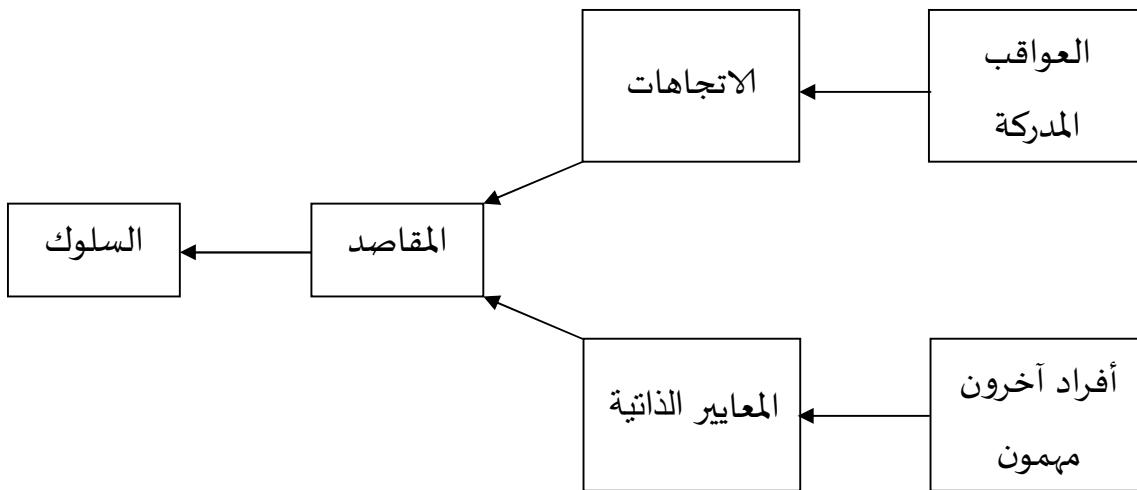 العواقب
المدركة
الاتجاهات
المقاصد
السلوك
أفراد آخرون
مهمون
المعايير الذاتية